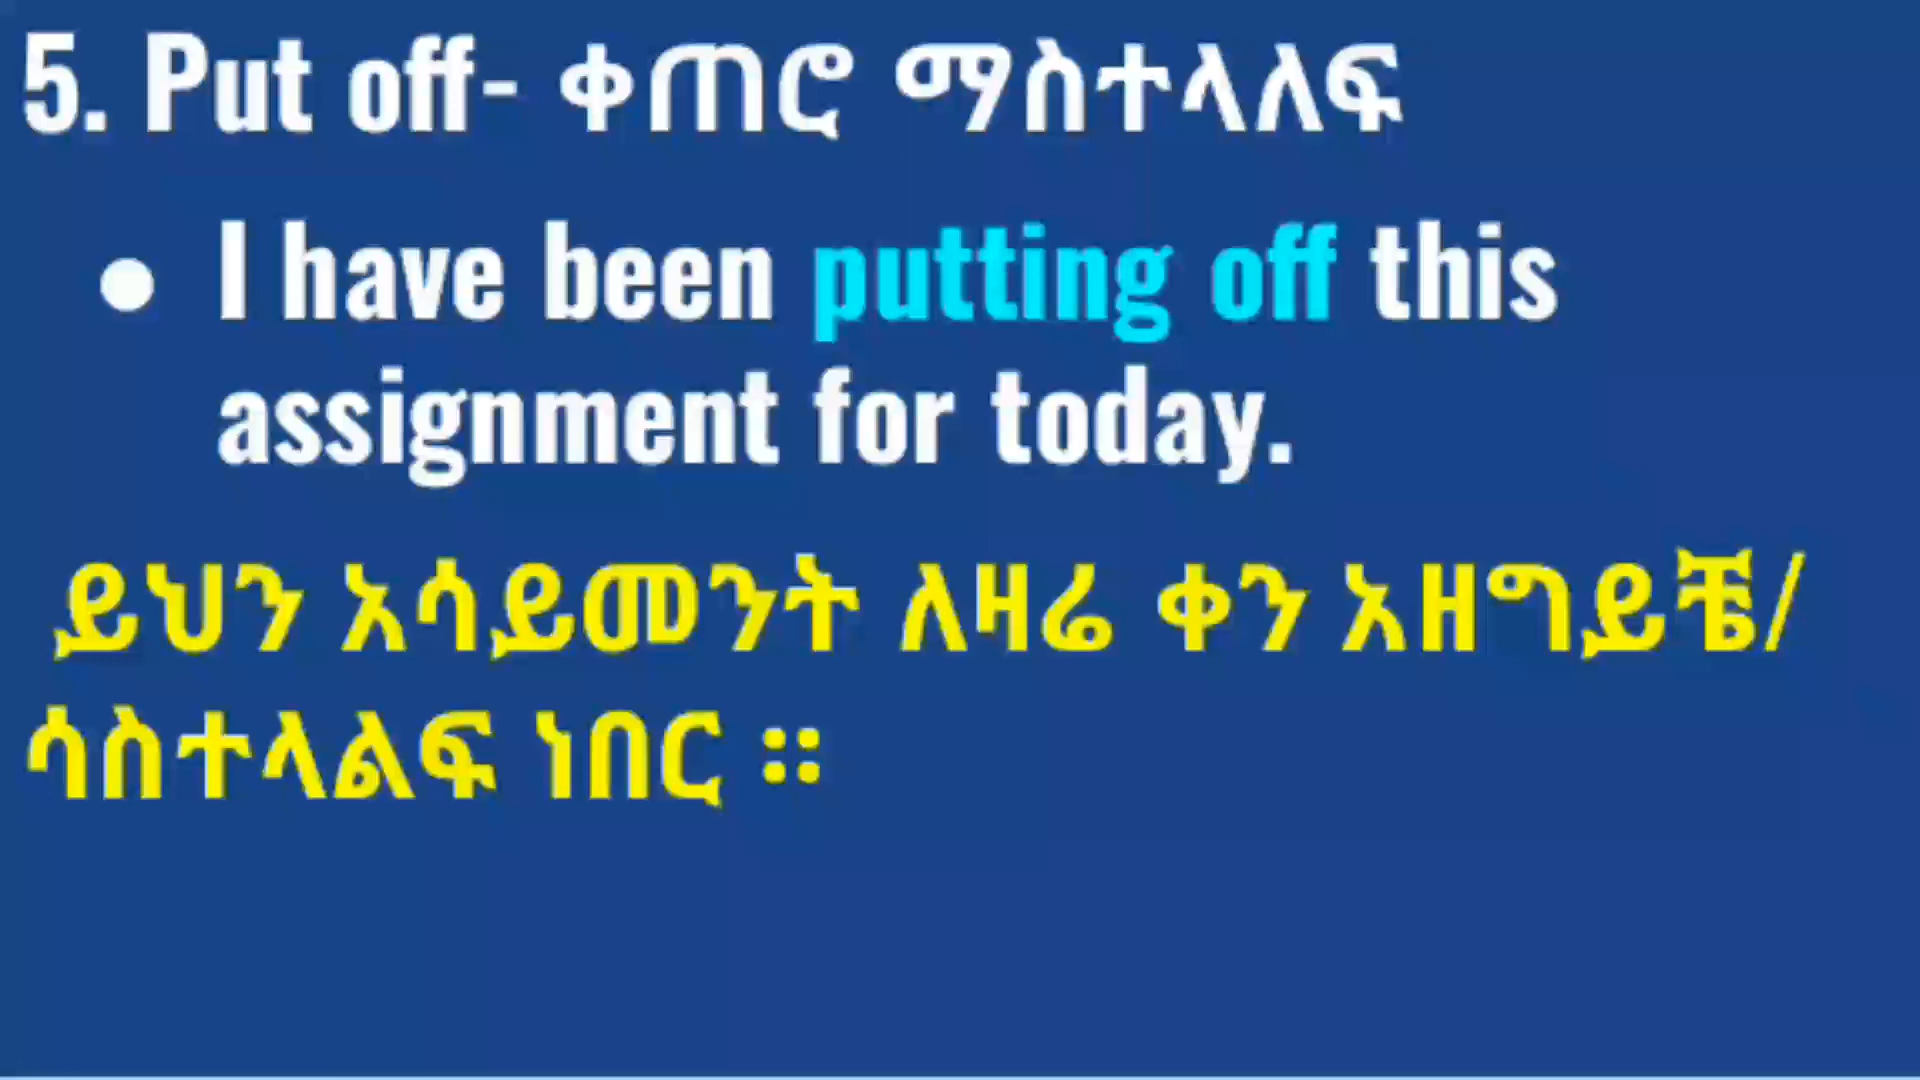 5. Put off- ቀጠሮ ማስተላለፍ
● I have been putting off this
assignment for today.
ይህን አሳይመንት ለዛሬ ቀን አዘግይቼ/
ሳስተላልፍ ነበር ።